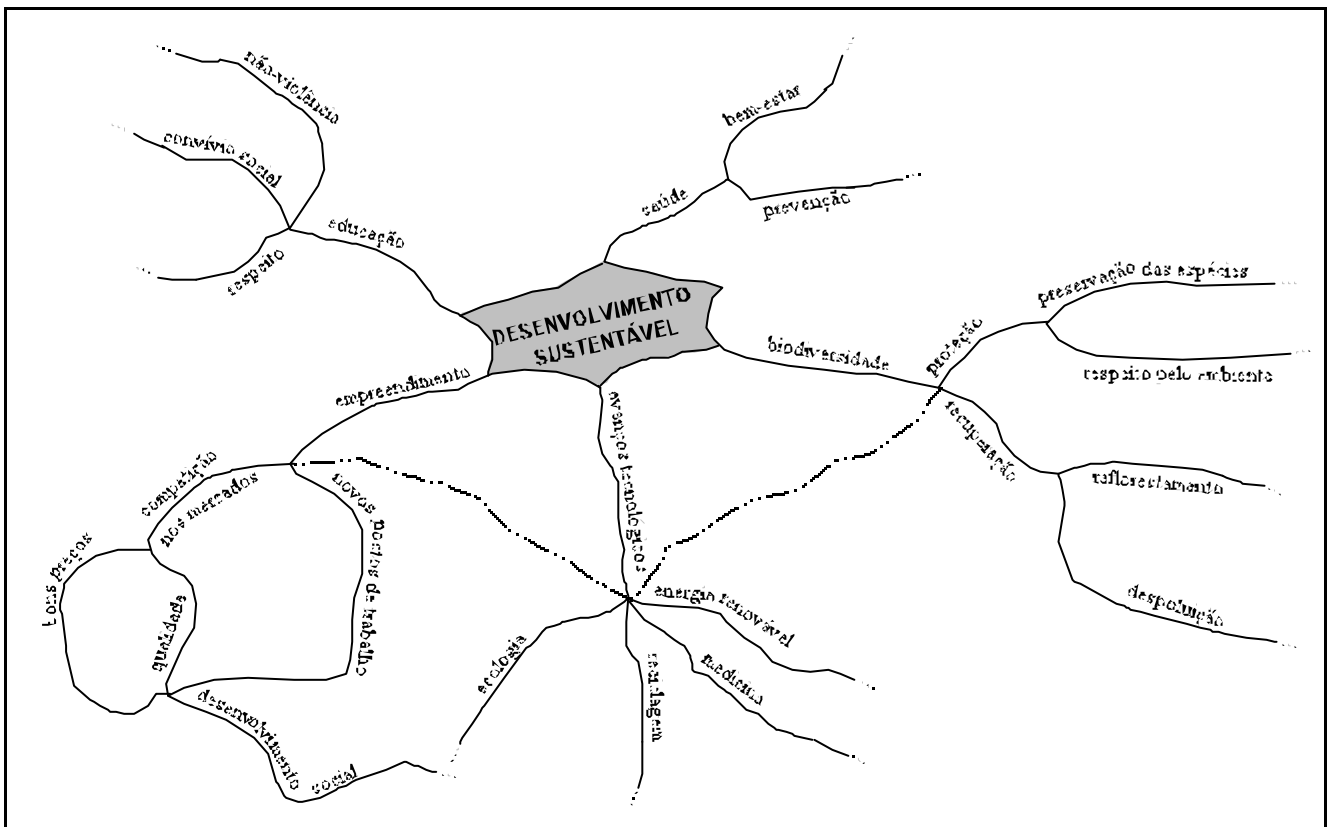 não-violência
convívio social
respeito
educação
bem-estar
saúde
prevenção
DESENVOLVIMENTO
SUSTENTÁVEL
preservação das espécies
proteção
respeito pelo ambiente
biodiversidade
recuperação
reflorestamento
despoluição
empreendimento
competição
nos mercados
novos postos de trabalho
bons preços
qualidade
desenvolvimento
social
avanços tecnológicos
energia renovável
medicina
reciclagem
ecologia